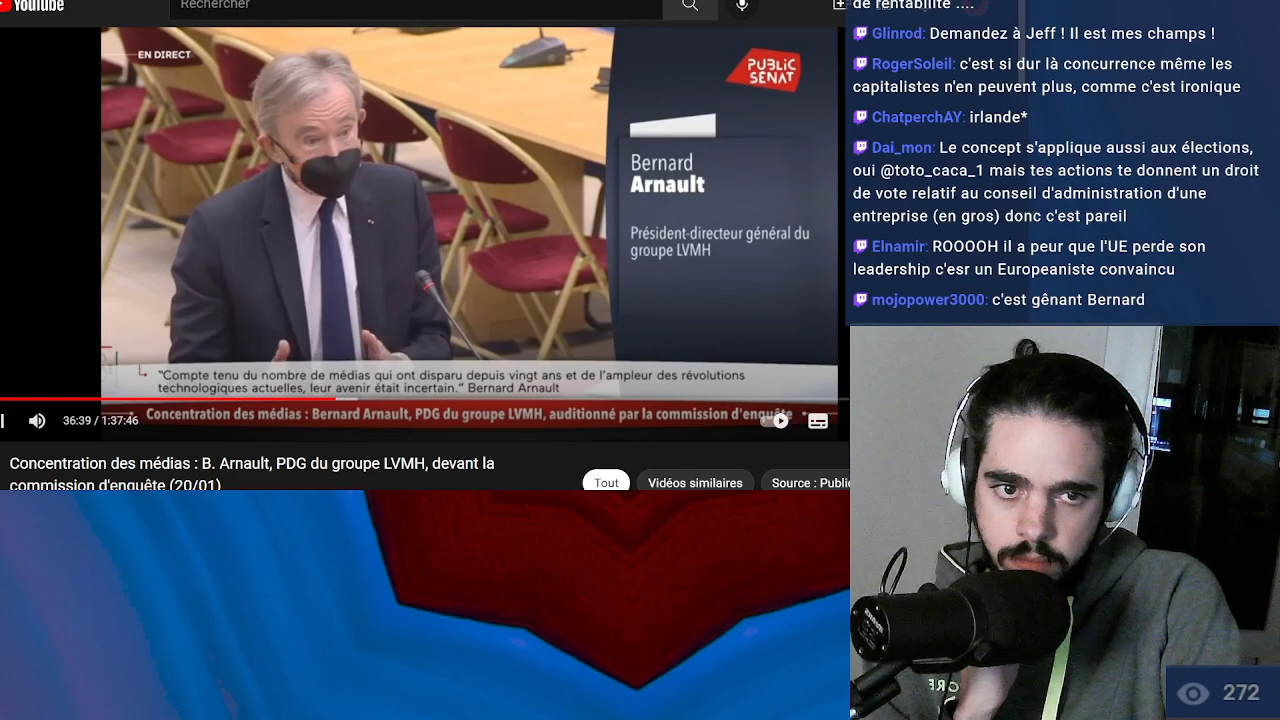 YouTube
Rechercher
EN DIRECT
PUBLIC
SÉNAT
Bernard
Arnault
Président-directeur général du
groupe LVMH
"Compte tenu du nombre de médias qui ont disparu depuis vingt ans et de l'ampleur des révolutions
technologiques actuelles, leur avenir était incertain." Bernard Arnault
Concentration des médias : Bernard Arnault, PDG du groupe LVMH, auditionné par la commission d'enquête
36:39 / 1:37:46
Concentration des médias : B. Arnault, PDG du groupe LVMH, devant la
commission d'enquête (20/01)
Tout
Vidéos similaires
Source : Public
de rentabilité ....
Glinrod: Demandez à Jeff ! Il est mes champs !
RogerSoleil: c'est si dur là concurrence même les
capitalistes n'en peuvent plus, comme c'est ironique
ChatperchAY: irlande*
Dai_mon: Le concept s'applique aussi aux élections,
oui @toto_caca_1 mais tes actions te donnent un droit
de vote relatif au conseil d'administration d'une
entreprise (en gros) donc c'est pareil
Elnamir: ROOOOH il a peur que l'UE perde son
leadership c'esr un Europeaniste convaincu
mojopower3000: c'est gênant Bernard
272